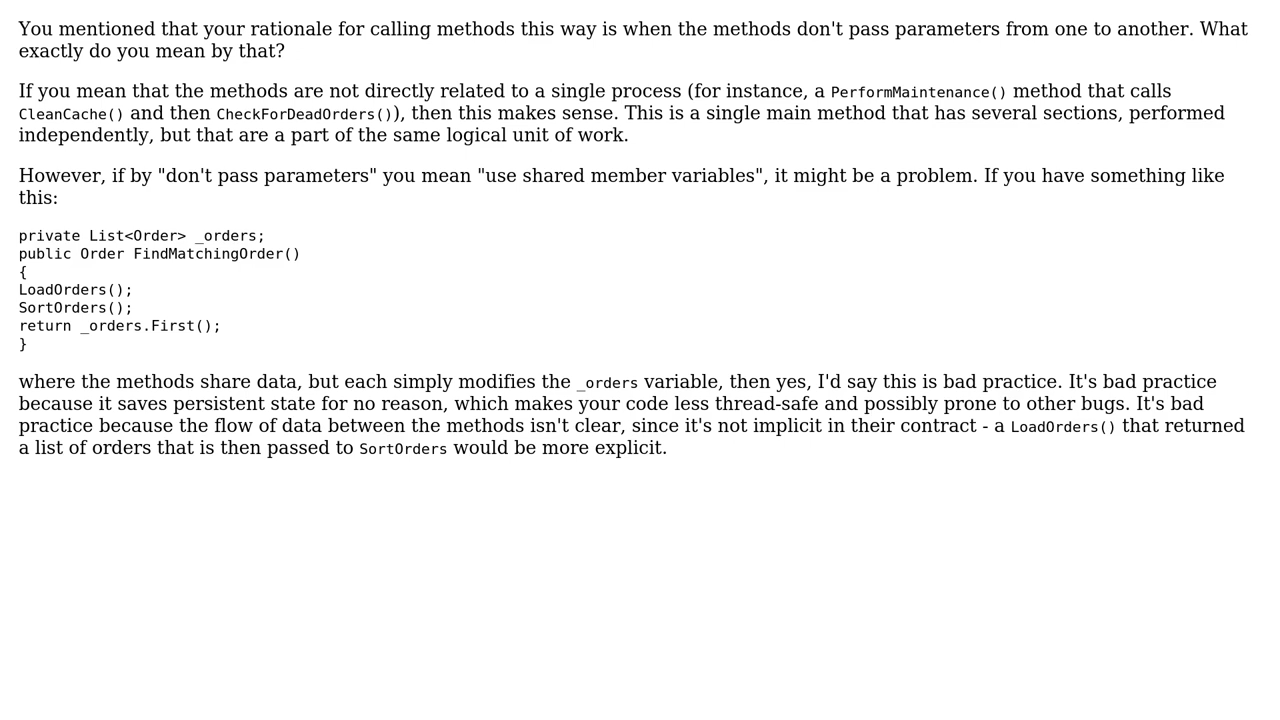 You mentioned that your rationale for calling methods this way is when the methods don't pass parameters from one to another. What
exactly do you mean by that?
If you mean that the methods are not directly related to a single process (for instance, a PerformMaintenance() method that calls
CleanCache() and then CheckForDeadOrders()), then this makes sense. This is a single main method that has several sections, performed
independently, but that are a part of the same logical unit of work.
However, if by "don't pass parameters" you mean "use shared member variables", it might be a problem. If you have something like
this:
private List<Order> _orders;
public Order FindMatchingOrder()
{
LoadOrders();
SortOrders();
return _orders.First();
}
where the methods share data, but each simply modifies the _orders variable, then yes, I'd say this is bad practice. It's bad practice
because it saves persistent state for no reason, which makes your code less thread-safe and possibly prone to other bugs. It's bad
practice because the flow of data between the methods isn't clear, since it's not implicit in their contract - a LoadOrders() that returned
a list of orders that is then passed to SortOrders would be more explicit.